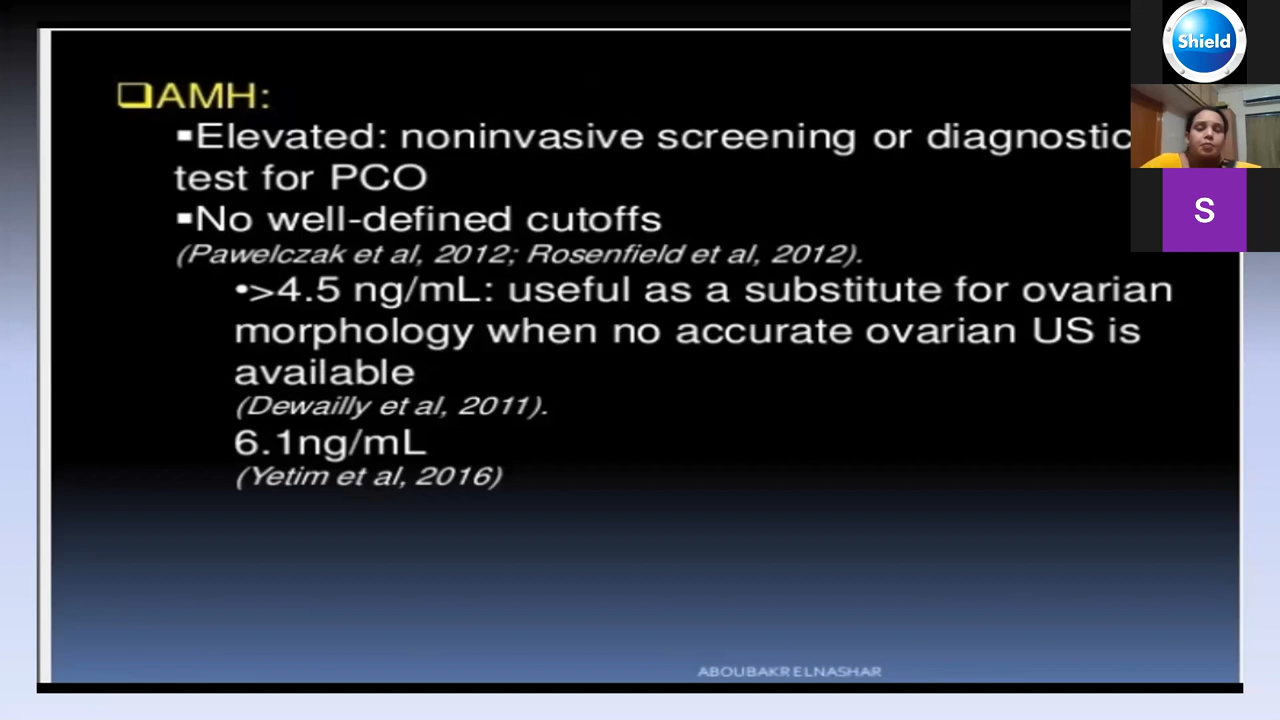 ❑AMH:
▪Elevated: noninvasive screening or diagnostic
test for PCO
▪No well-defined cutoffs
(Pawelczak et al, 2012; Rosenfield et al, 2012).
•>4.5 ng/mL: useful as a substitute for ovarian
morphology when no accurate ovarian US is
available
(Dewailly et al, 2011).
6.1ng/mL
(Yetim et al, 2016)
ABOUBAKR ELNASHAR
Shield
S